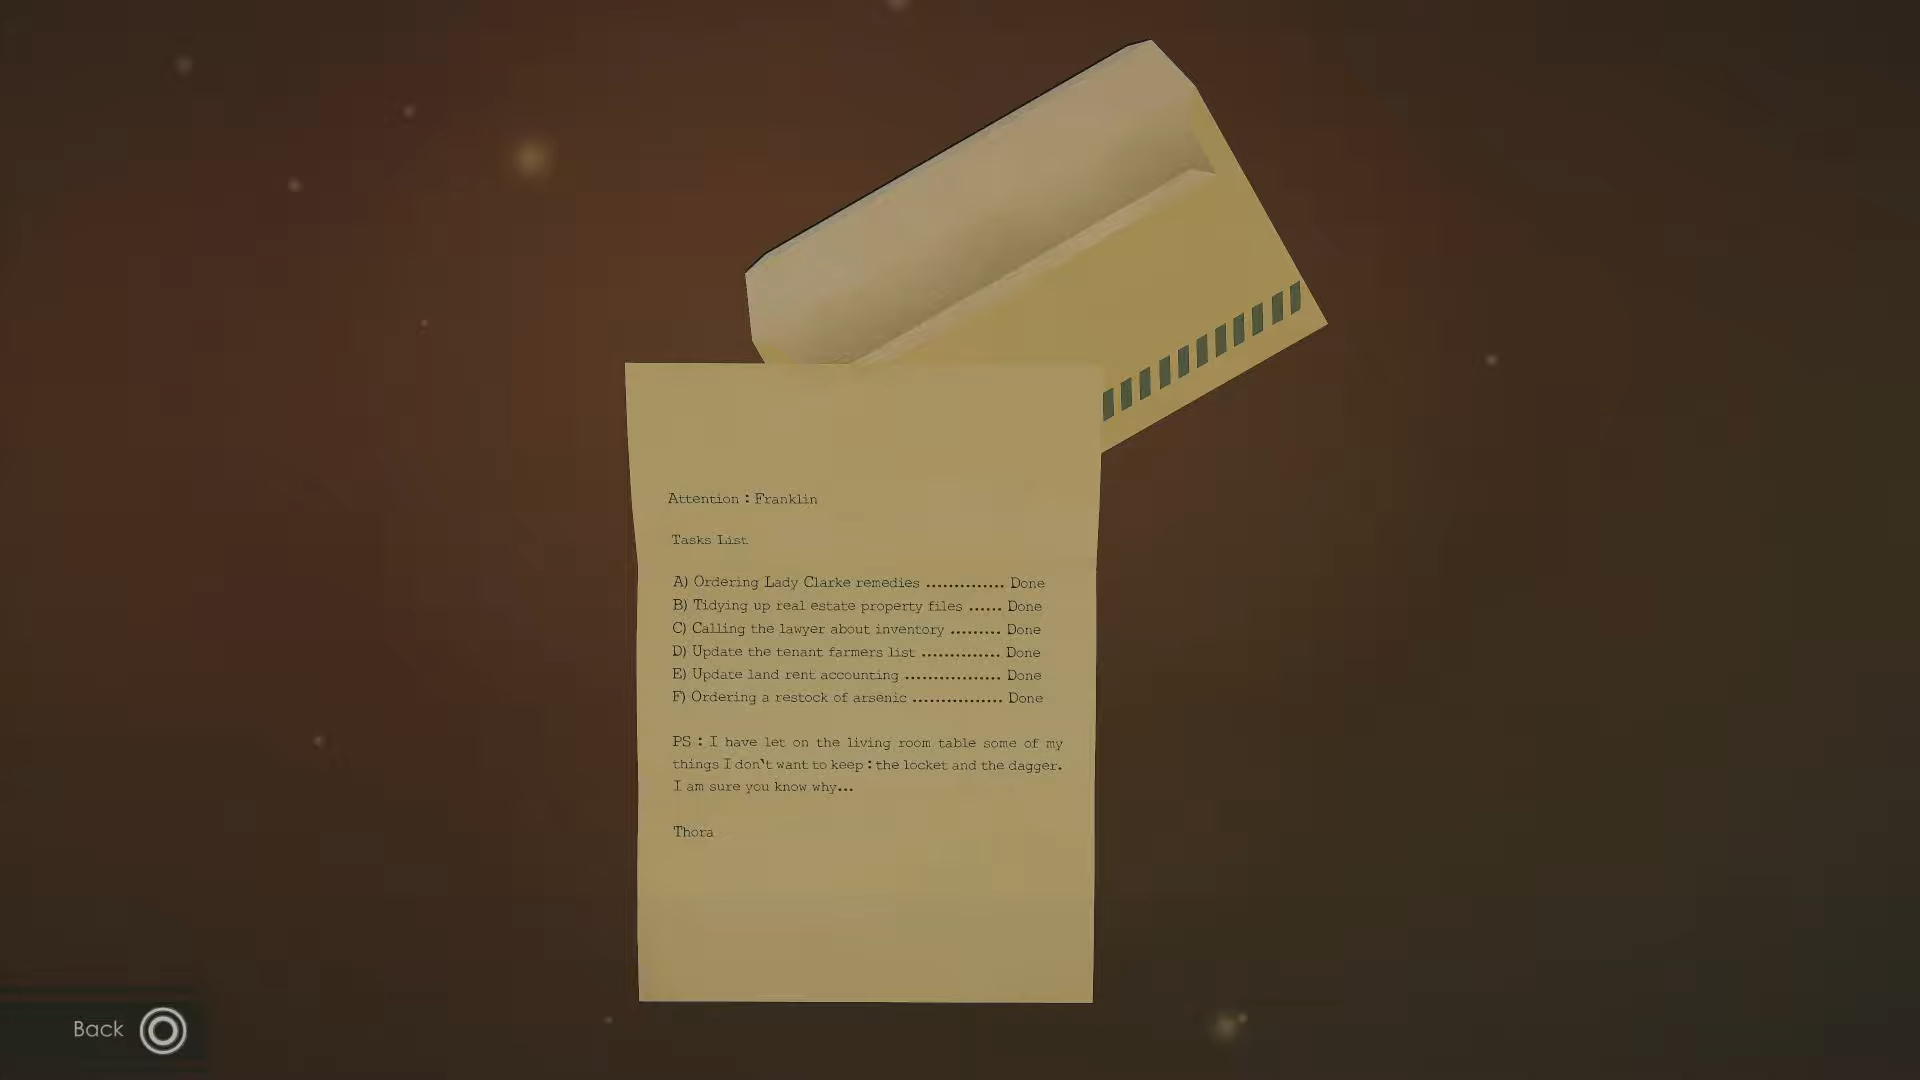 Attention : Franklin
Tasks List
A) Ordering Lady Clarke remedies .............. Done
B) Tidying up real estate property files ...... Done
C) Calling the lawyer about inventory ......... Done
D) Update the tenant farmers list .............. Done
E) Update land rent accounting ................. Done
F) Ordering a restock of arsenic ................ Done
PS : I have let on the living room table some of my
things I don't want to keep : the locket and the dagger.
I am sure you know why...
Thora
Back